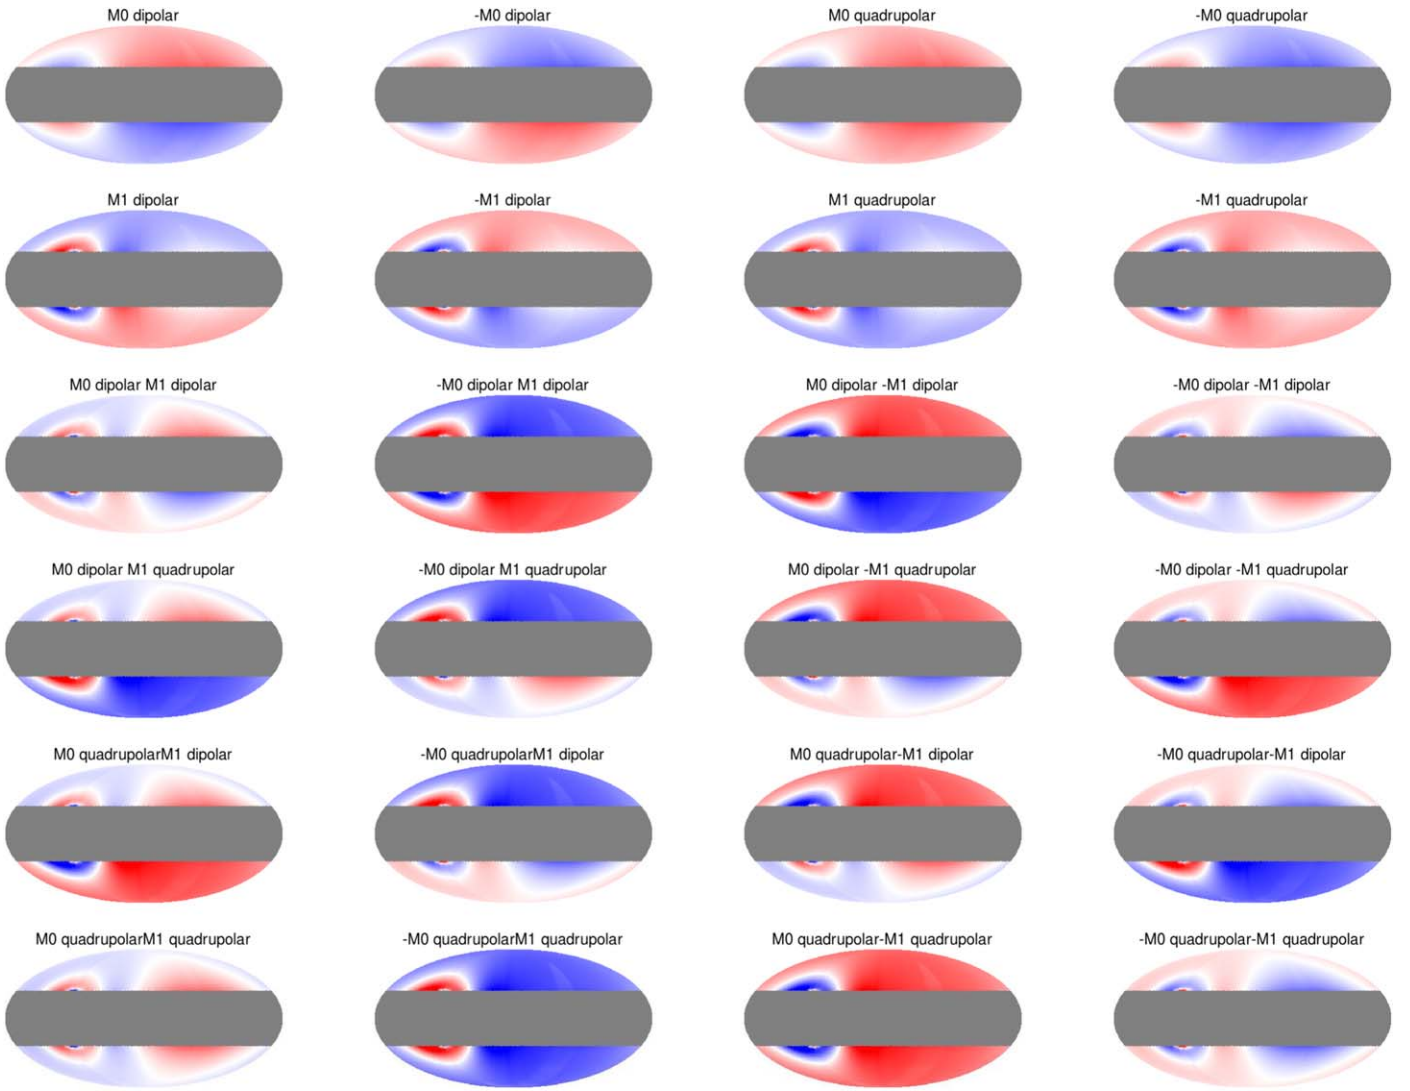 M0 dipolar
-M0 dipolar
M0 quadrupolar
-M0 quadrupolar
M1 dipolar
-M1 dipolar
M1 quadrupolar
-M1 quadrupolar
M0 dipolar M1 dipolar
-M0 dipolar M1 dipolar
M0 dipolar -M1 dipolar
-M0 dipolar -M1 dipolar
M0 dipolar M1 quadrupolar
-M0 dipolar M1 quadrupolar
M0 dipolar -M1 quadrupolar
-M0 dipolar -M1 quadrupolar
M0 quadrupolarM1 dipolar
-M0 quadrupolarM1 dipolar
M0 quadrupolar-M1 dipolar
-M0 quadrupolar-M1 dipolar
M0 quadrupolarM1 quadrupolar
-M0 quadrupolarM1 quadrupolar
M0 quadrupolar-M1 quadrupolar
-M0 quadrupolar-M1 quadrupolar